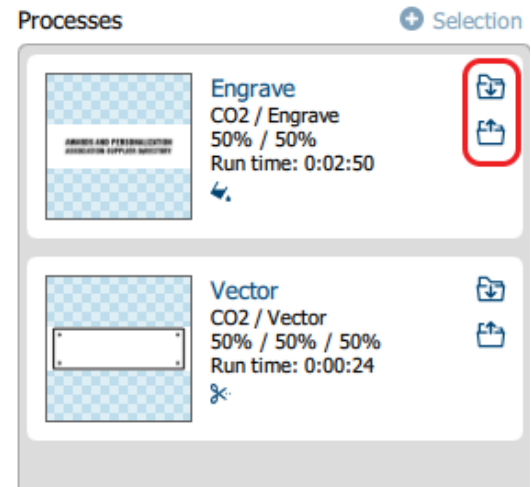 Processes
Selection
Engrave
CO2 / Engrave
50% / 50%
Run time: 0:02:50
AWARDS AND PERSONALIZATION
ASSOCIATION SUPPLIER DIRECTORY
Vector
CO2 / Vector
50% / 50% / 50%
Run time: 0:00:24